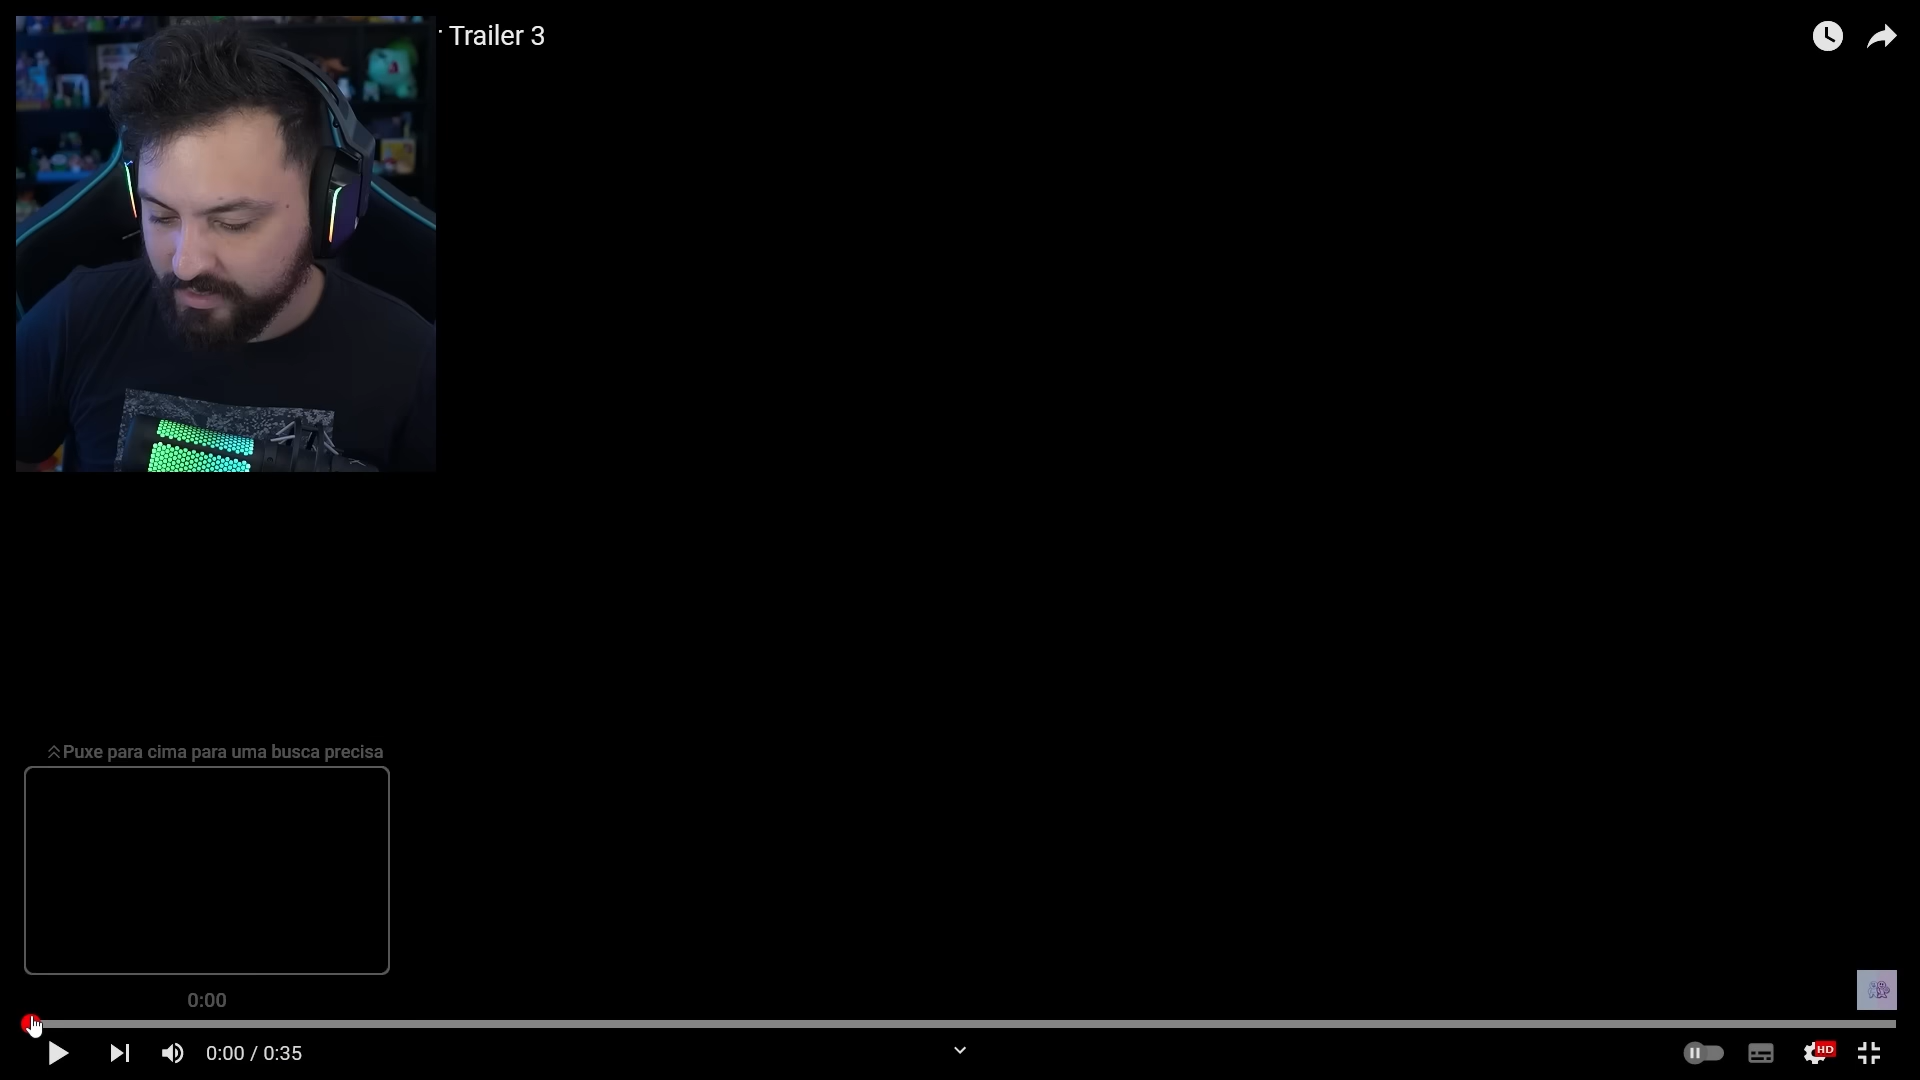 Trailer 3
Puxe para cima para uma busca precisa
0:00
0:00 / 0:35
HD